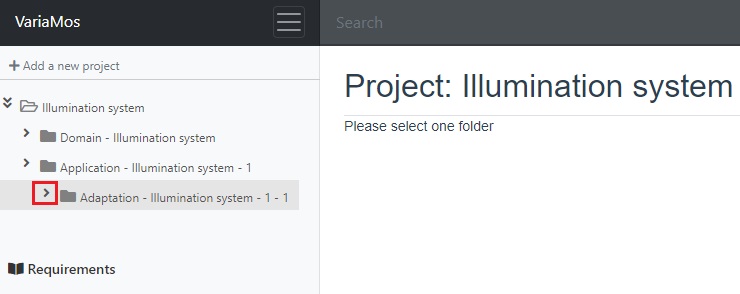 VariaMos
Search
Add a new project
Illumination system
Domain - Illumination system
Application - Illumination system - 1
Adaptation - Illumination system - 1 - 1
Requirements
Project: Illumination system
Please select one folder